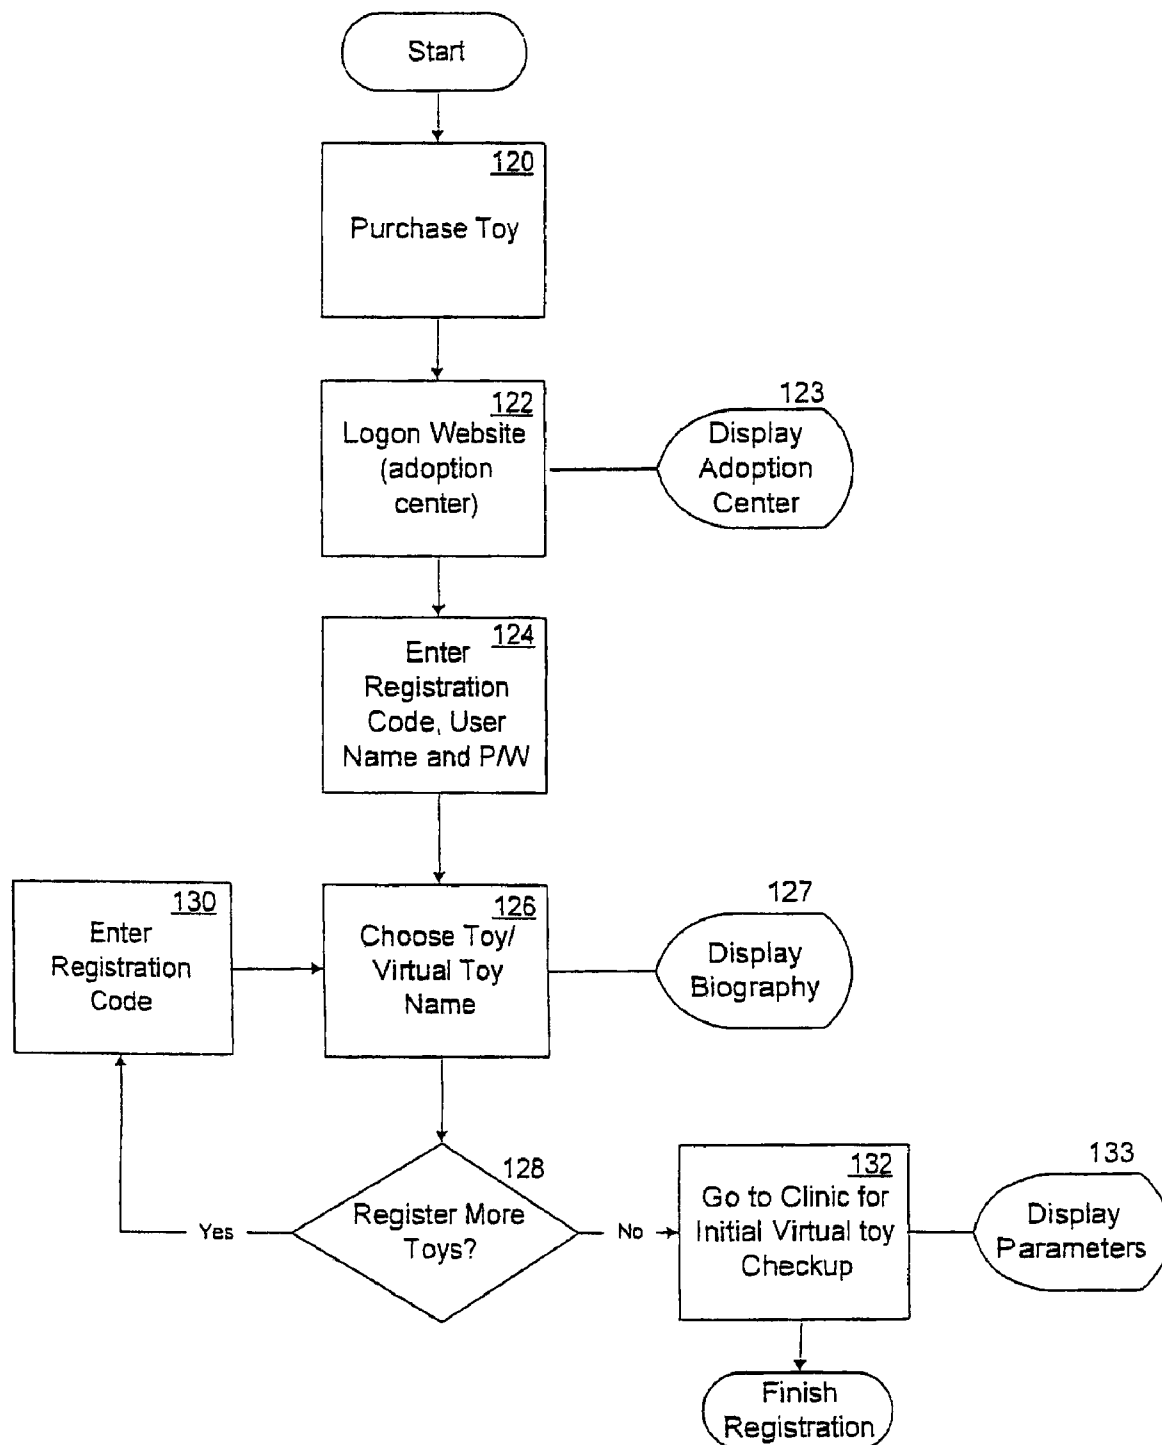 Start
120
Purchase Toy
122
Logon Website
(adoption
center)
123
Display
Adoption
Center
124
Enter
Registration
Code, User
Name and P/W
130
Enter
Registration
Code
126
Choose Toy/
Virtual Toy
Name
127
Display
Biography
128
Register More
Toys?
Yes
No
132
Go to Clinic for
Initial Virtual toy
Checkup
133
Display
Parameters
Finish
Registration